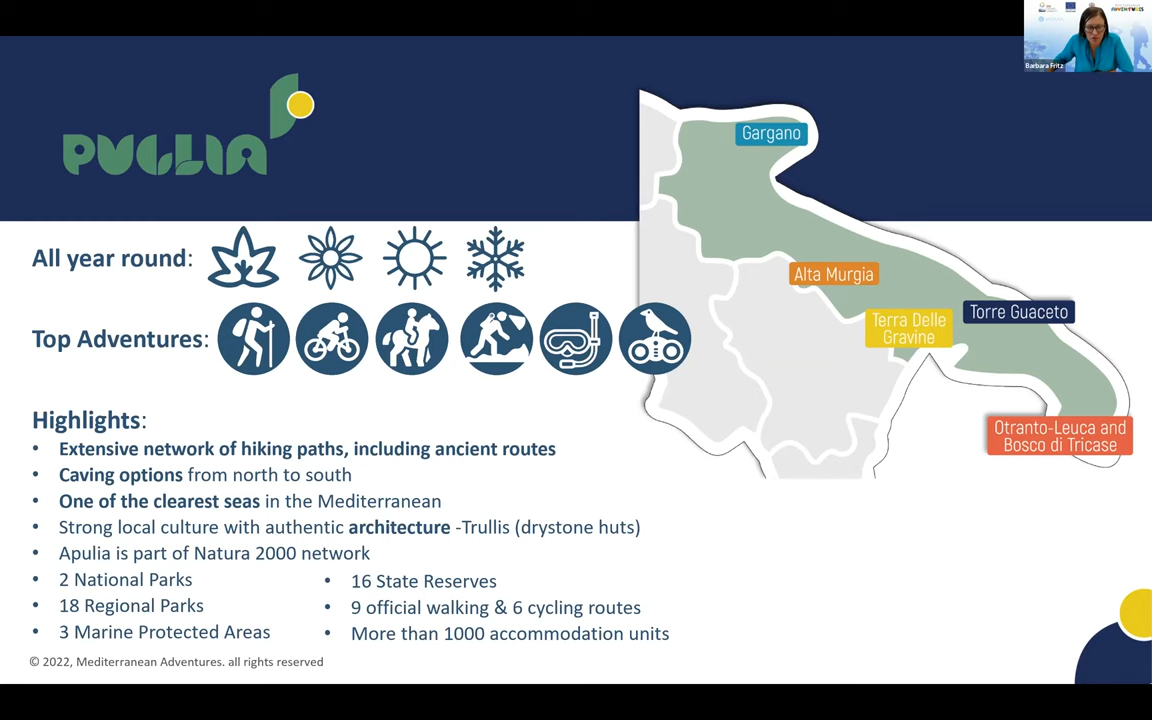 Barbara Fritz
PUGLIA
Gargano
Alta Murgia
Torre Guaceto
Terra Delle
Gravine
Otranto-Leuca and
Bosco di Tricase
All year round:
Top Adventures:
Highlights:
• Extensive network of hiking paths, including ancient routes
• Caving options from north to south
• One of the clearest seas in the Mediterranean
• Strong local culture with authentic architecture -Trullis (drystone huts)
• Apulia is part of Natura 2000 network
• 2 National Parks
• 18 Regional Parks
• 3 Marine Protected Areas
• 16 State Reserves
• 9 official walking & 6 cycling routes
• More than 1000 accommodation units
© 2022, Mediterranean Adventures. all rights reserved